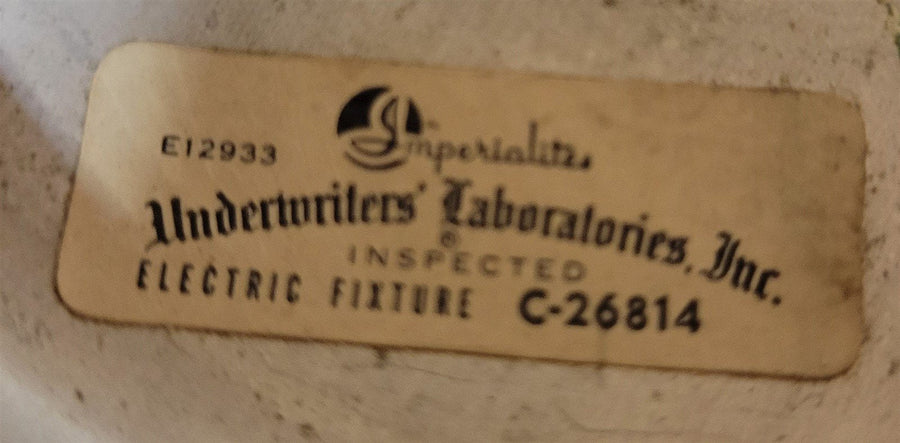 E12933
Imperialite
Underwriters' Laboratories, Inc.
®
INSPECTED
ELECTRIC FIXTURE C-26814